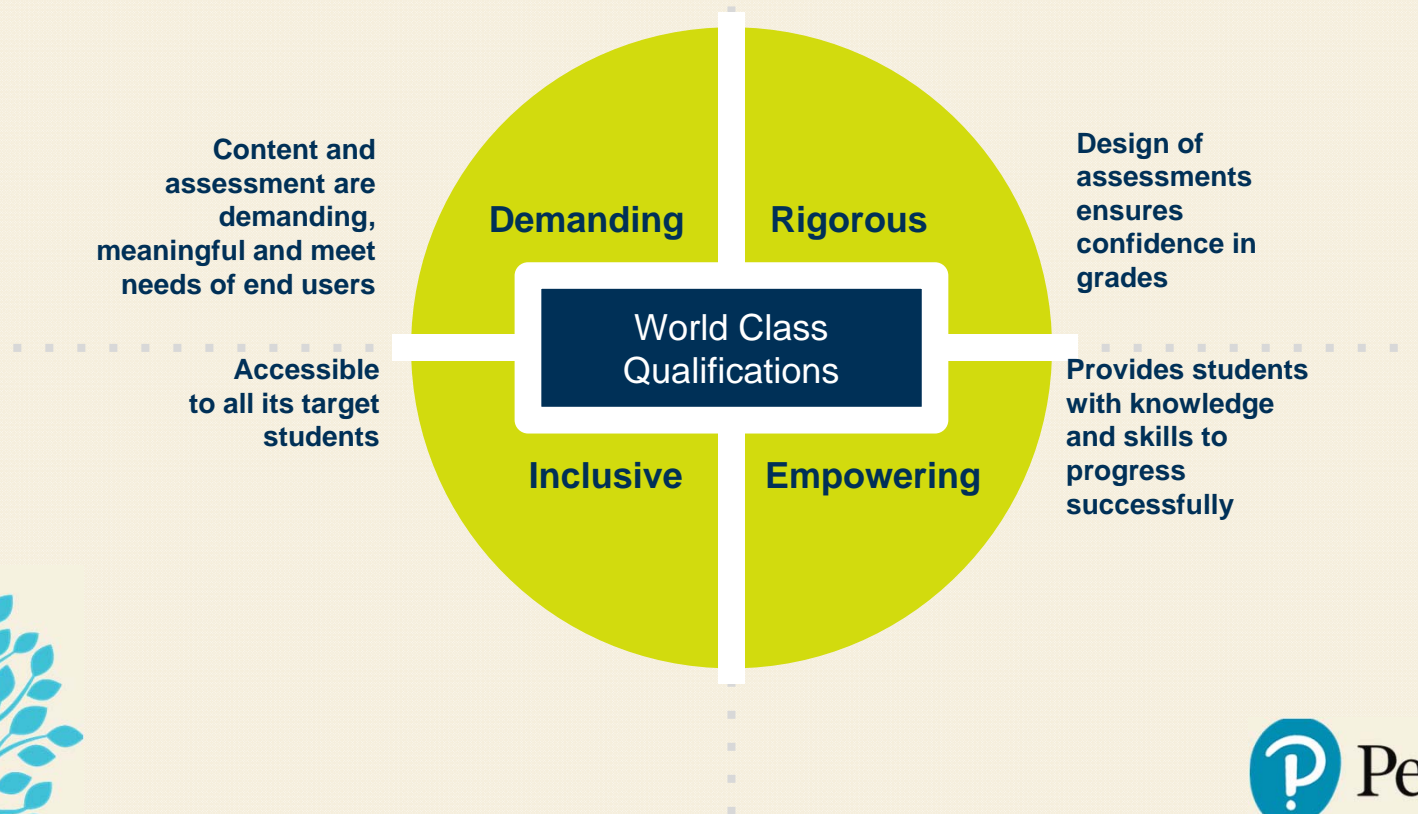 Content and
assessment are
demanding,
meaningful and meet
needs of end users
Demanding
Rigorous
Design of
assessments
ensures
confidence in
grades
World Class
Qualifications
Accessible
to all its target
students
Inclusive
Empowering
Provides students
with knowledge
and skills to
progress
successfully
Pe